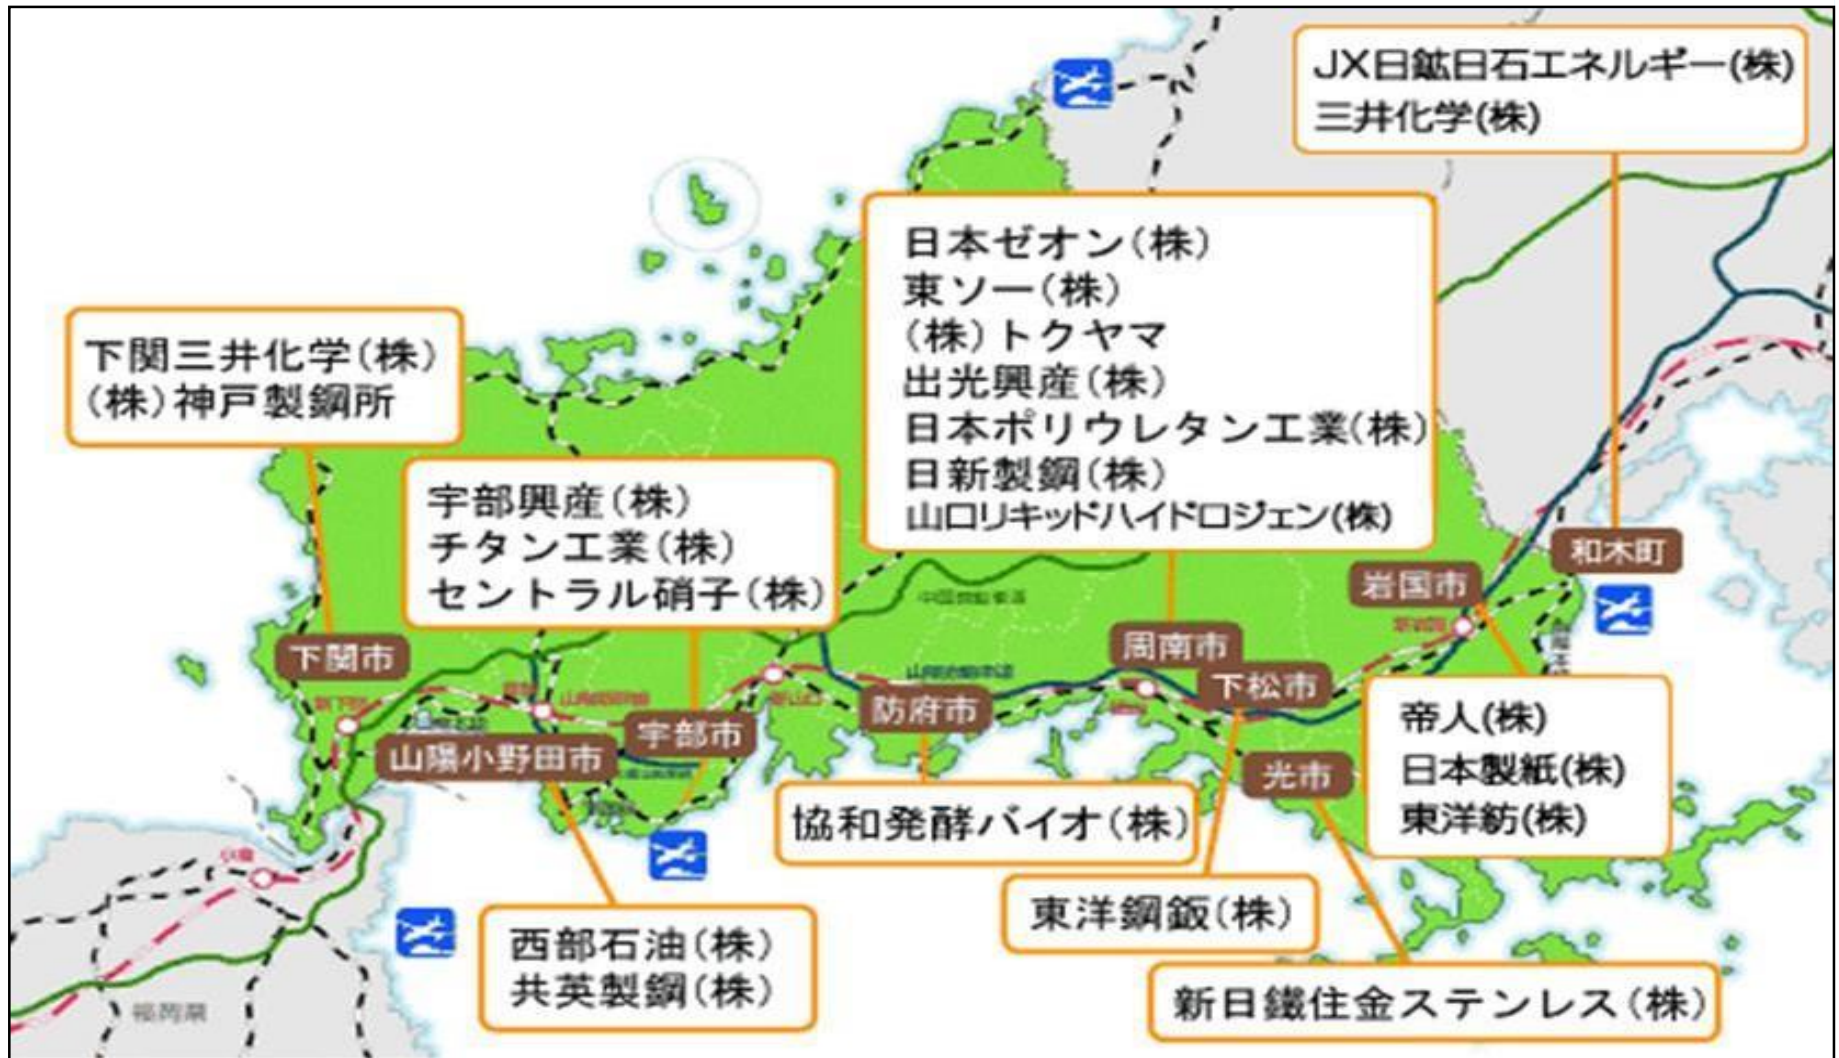 JX日鉱日石エネルギー(株)
三井化学(株)
日本ゼオン(株)
東ソー(株)
(株)トクヤマ
出光興産(株)
日本ポリウレタン工業(株)
日新製鋼(株)
山口リキッドハイドロジェン(株)
下関三井化学(株)
(株)神戸製鋼所
宇部興産(株)
チタン工業(株)
セントラル硝子(株)
和木町
岩国市
周南市
下松市
下関市
防府市
宇部市
山陽小野田市
光市
帝人(株)
日本製紙(株)
東洋紡(株)
協和発酵バイオ(株)
東洋鋼鈑(株)
西部石油(株)
共英製鋼(株)
新日鐵住金ステンレス(株)
福岡県